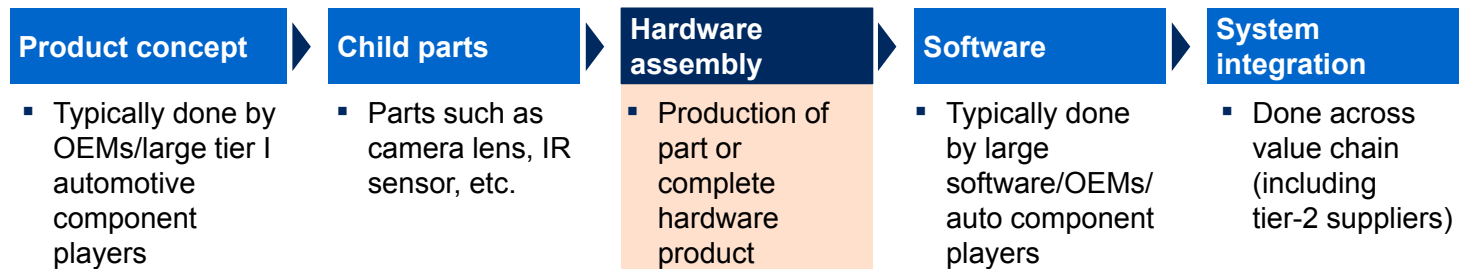 Product concept
▪ Typically done by
OEMs/large tier I
automotive
component
players
Child parts
▪ Parts such as
camera lens, IR
sensor, etc.
Hardware
assembly
▪ Production of
part or
complete
hardware
product
Software
▪ Typically done
by large
software/OEMs/
auto component
players
System
integration
▪ Done across
value chain
(including
tier-2 suppliers)